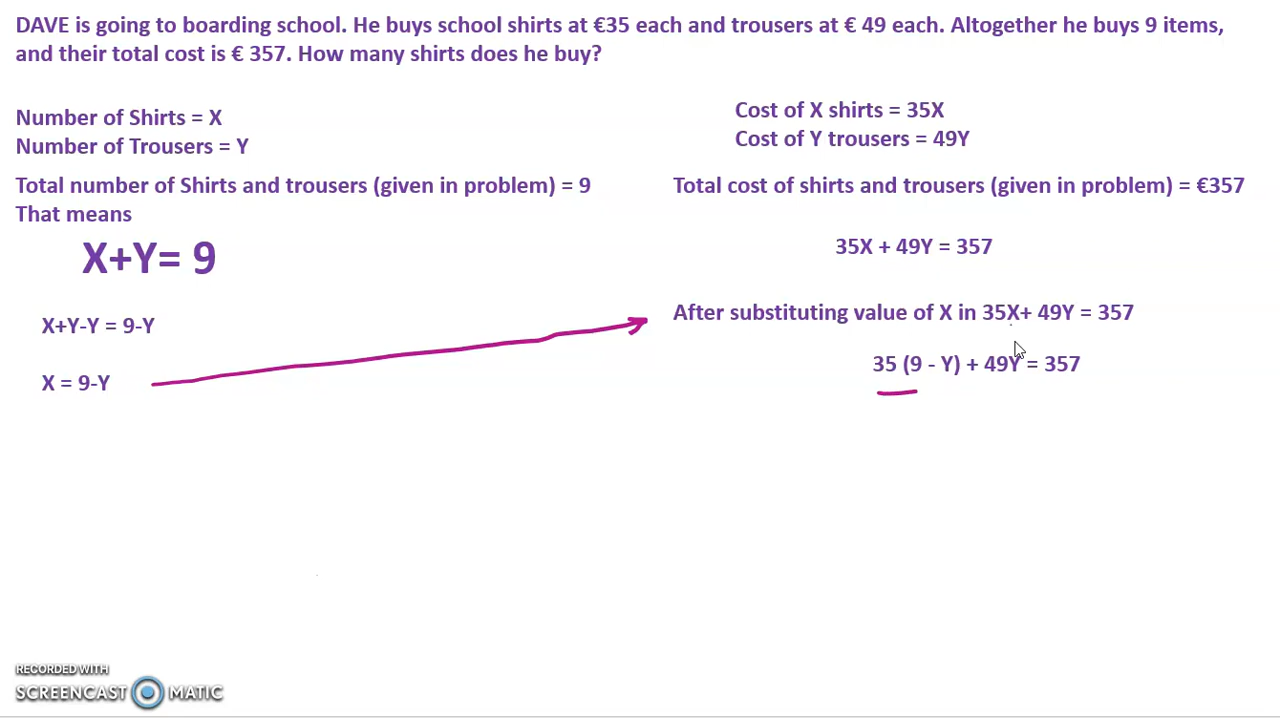 DAVE is going to boarding school. He buys school shirts at €35 each and trousers at € 49 each. Altogether he buys 9 items,
and their total cost is € 357. How many shirts does he buy?
Number of Shirts = X
Number of Trousers = Y
Cost of X shirts = 35X
Cost of Y trousers = 49Y
Total number of Shirts and trousers (given in problem) = 9
That means
X+Y= 9
Total cost of shirts and trousers (given in problem) = €357
35X + 49Y = 357
X+Y-Y = 9-Y
X = 9-Y
After substituting value of X in 35X+ 49Y = 357
35 (9 - Y) + 49Y = 357
RECORDED WITH
SCREENCAST MATIC